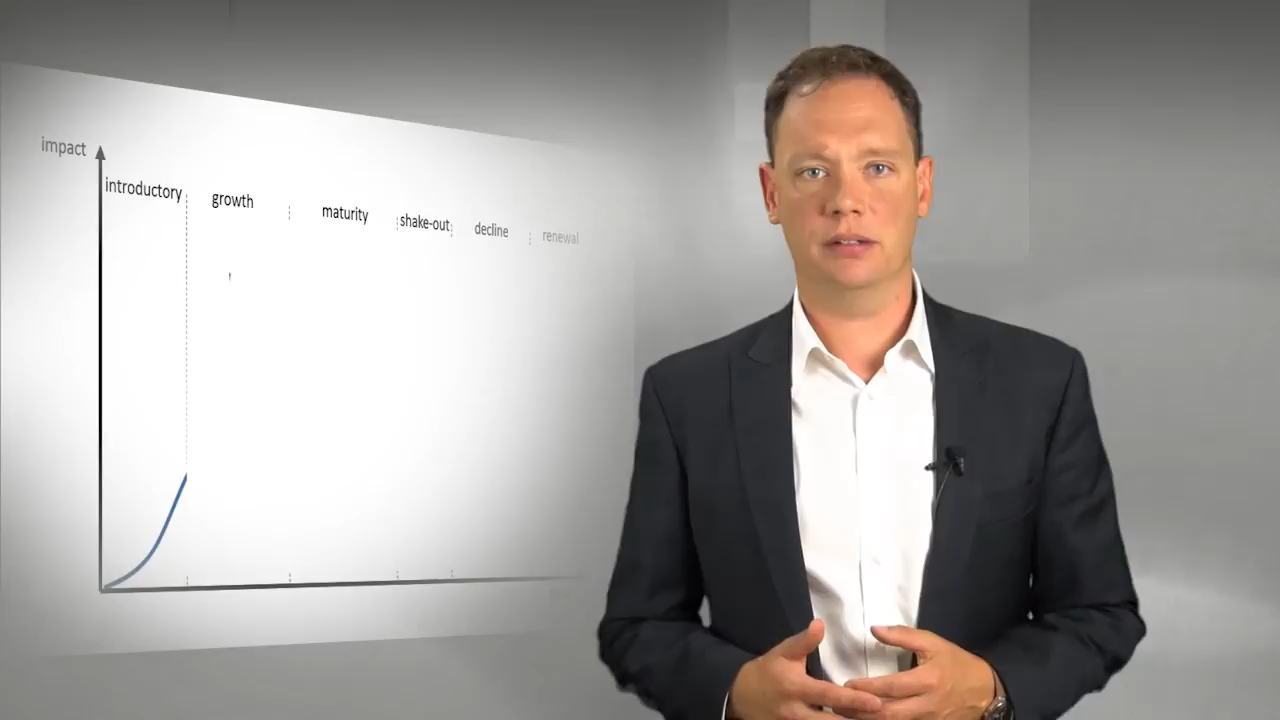 impact
introductory
growth
maturity
shake-out
decline
renewal